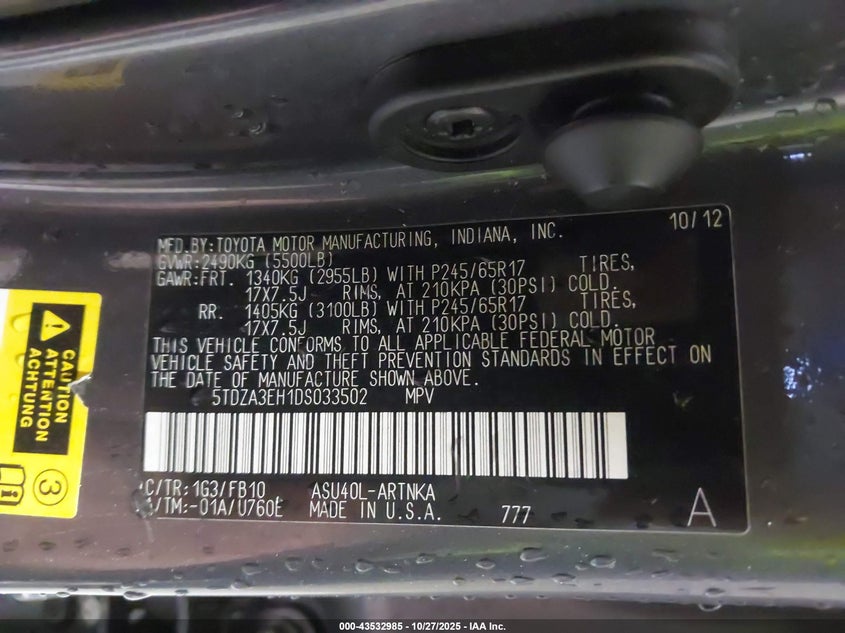 MFD.BY:TOYOTA MOTOR MANUFACTURING, INDIANA, INC. 10/12
GVWR:2490KG (5500LB)
GAWR:FRT. 1340KG (2955LB) WITH P245/65R17 TIRES,
17X7.5J RIMS, AT 210KPA (30PSI) COLD.
RR. 1405KG (3100LB) WITH P245/65R17 TIRES,
17X7.5J RIMS, AT 210KPA (30PSI) COLD.
THIS VEHICLE CONFORMS TO ALL APPLICABLE FEDERAL MOTOR
VEHICLE SAFETY AND THEFT PREVENTION STANDARDS IN EFFECT ON
THE DATE OF MANUFACTURE SHOWN ABOVE.
5TDZA3EH1DS033502 MPV
C/TR:1G3/FB10 ASU40L-ARTNKA
/TM:-01A/U760E MADE IN U.S.A. 777 A
CAUTION
ATTENTION
ACHTUNG
3
000-43532985 | 10/27/2025 | IAA Inc.